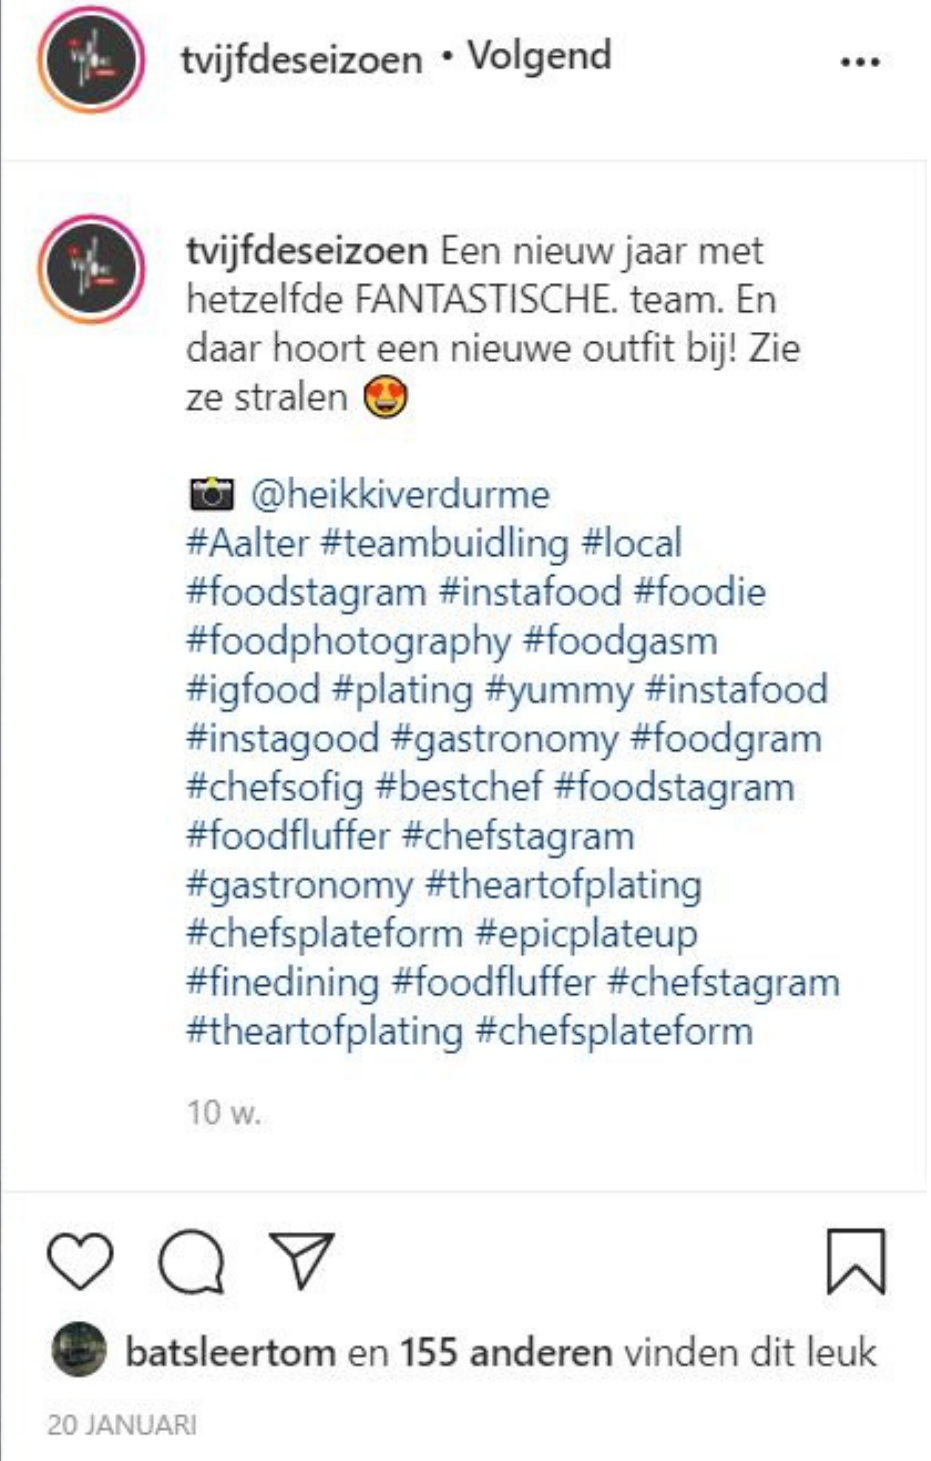 tvijfdeseizoen • Volgend
tvijfdeseizoen Een nieuw jaar met
hetzelfde FANTASTISCHE. team. En
daar hoort een nieuwe outfit bij! Zie
ze stralen 😍
📷 @heikkiverdurme
#Aalter #teambuidling #local
#foodstagram #instafood #foodie
#foodphotography #foodgasm
#igfood #plating #yummy #instafood
#instagood #gastronomy #foodgram
#chefsofig #bestchef #foodstagram
#foodfluffer #chefstagram
#gastronomy #theartofplating
#chefsplateform #epicplateup
#finedining #foodfluffer #chefstagram
#theartofplating #chefsplateform
10 w.
batsleertom en 155 anderen vinden dit leuk
20 JANUARI